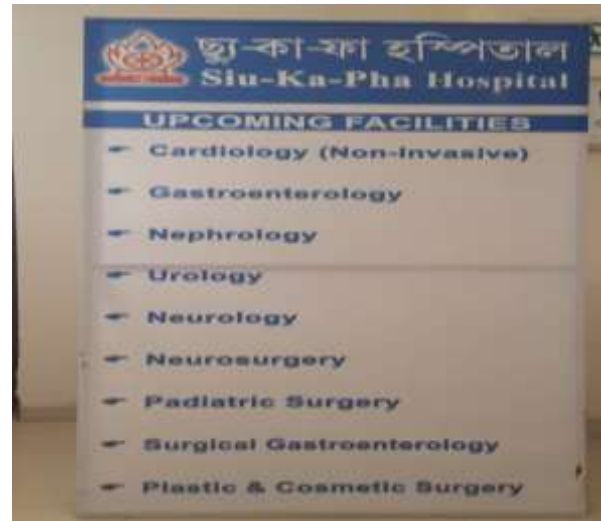 ছ্যু-কা-ফা হস্পিতাল
Siu-Ka-Pha Hospital
UPCOMING FACILITIES
Cardiology (Non-Invasive)
Gastroenterology
Nephrology
Urology
Neurology
Neurosurgery
Padiatric Surgery
Surgical Gastroenterology
Plastic & Cosmetic Surgery